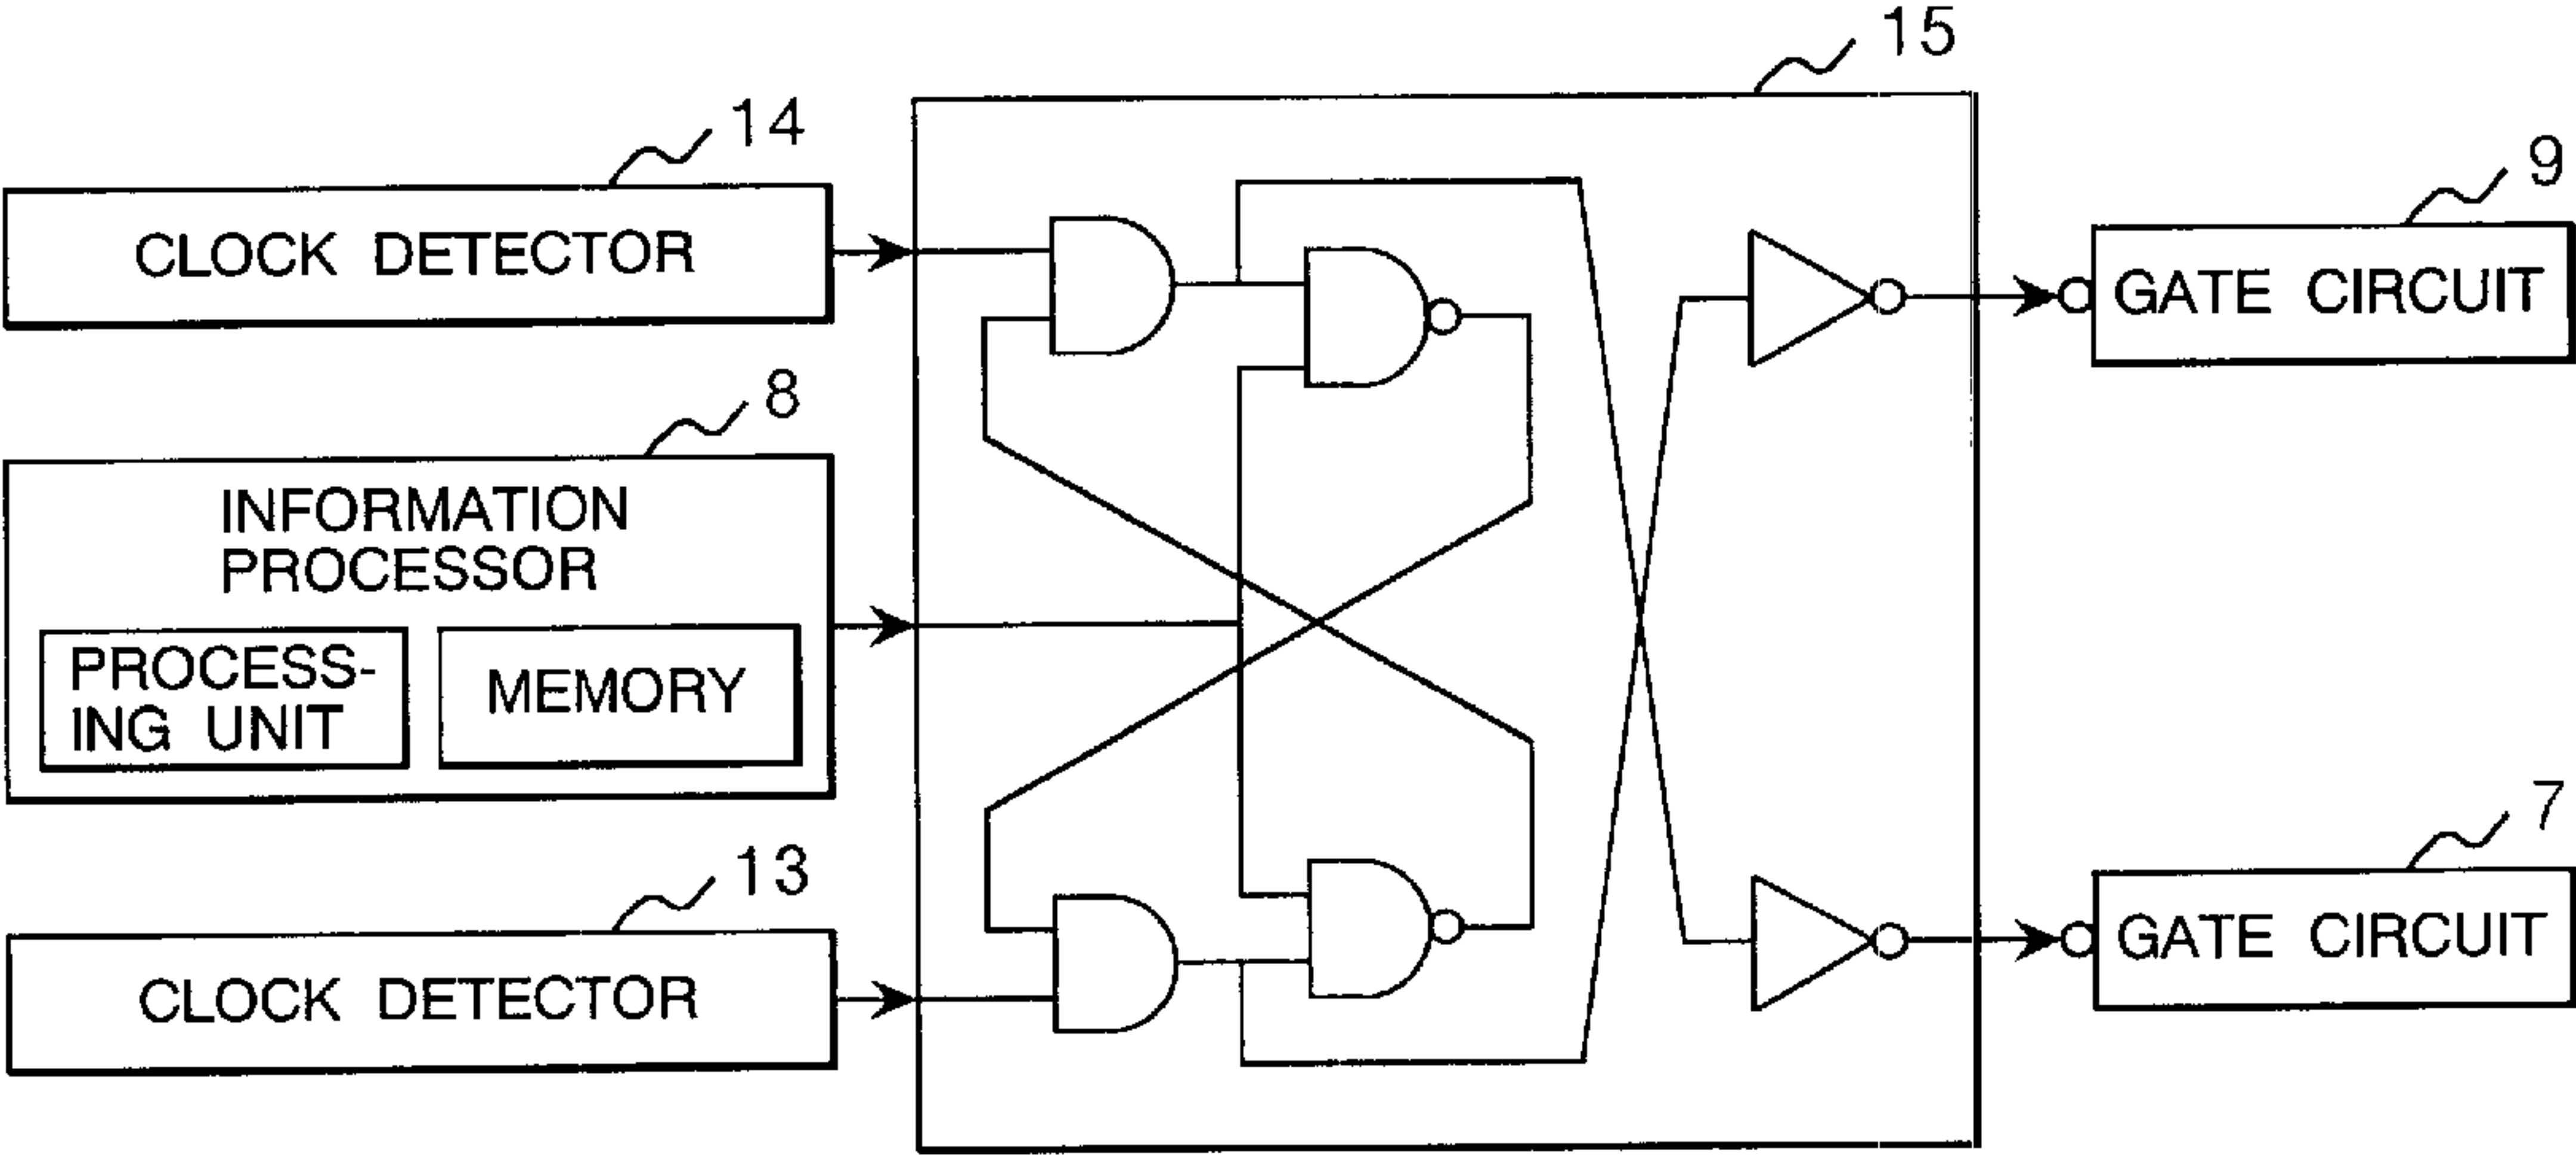 15
14
CLOCK DETECTOR
9
GATE CIRCUIT
8
INFORMATION
PROCESSOR
PROCESS-
ING UNIT
MEMORY
13
CLOCK DETECTOR
7
GATE CIRCUIT